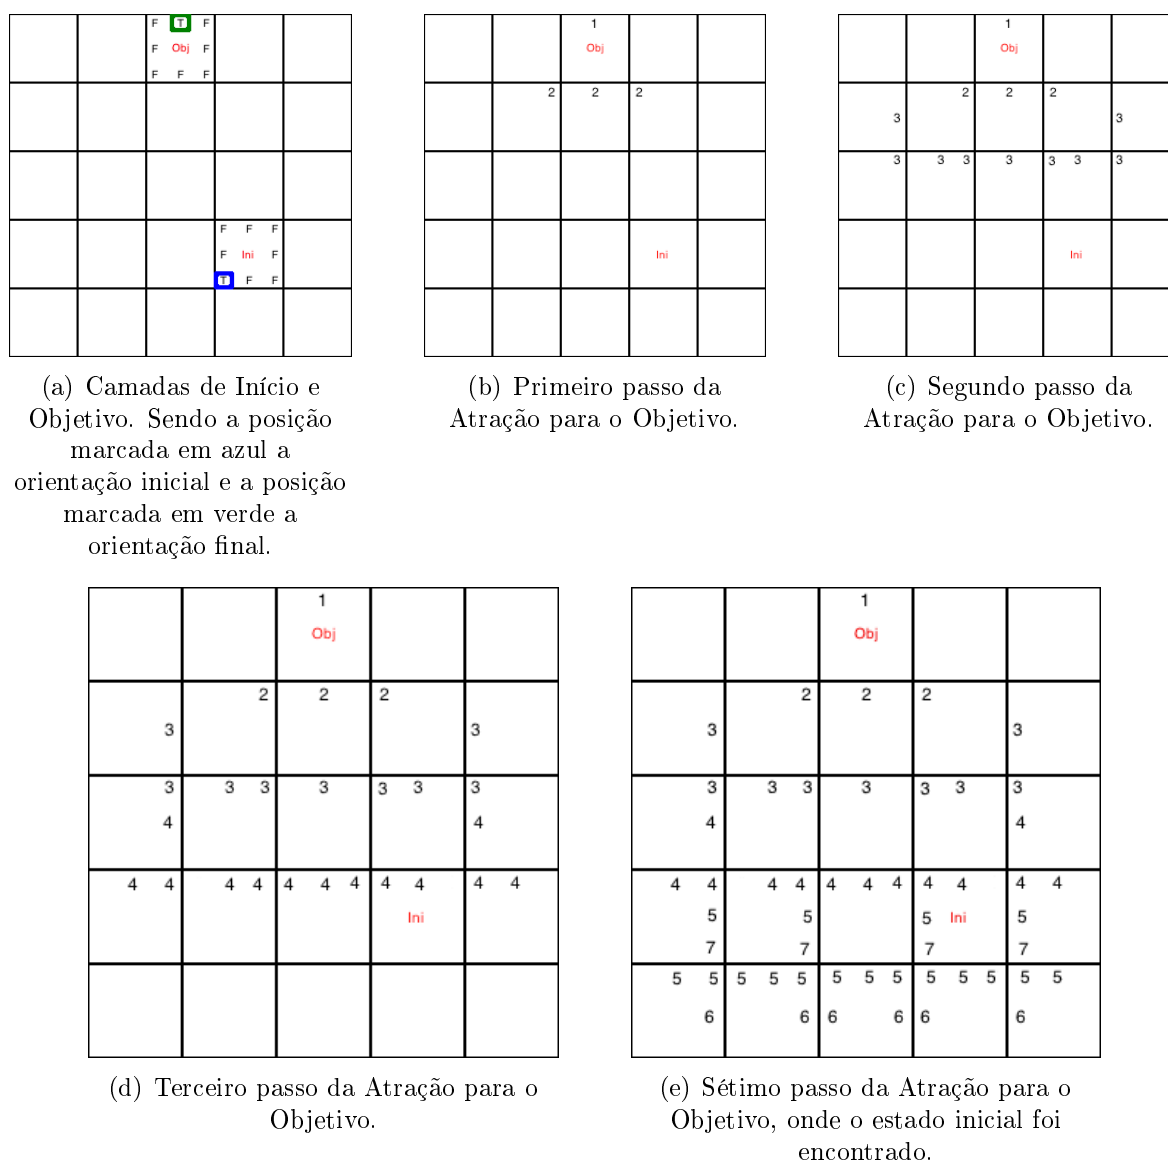 F T F
F Obj F
F F F
F F F
F Ini F
T F F
(a) Camadas de Início e
Objetivo. Sendo a posição
marcada em azul a
orientação inicial e a posição
marcada em verde a
orientação final.
1
Obj
2 2 2
Ini
(b) Primeiro passo da
Atração para o Objetivo.
1
Obj
2 2 2
3 3
3 3 3 3 3 3 3
Ini
(c) Segundo passo da
Atração para o Objetivo.
1
Obj
2 2 2
3 3
3 3 3 3 3 3 3
4 4
4 4 4 4 4 4 4 4 4 4 4
Ini
(d) Terceiro passo da Atração para o
Objetivo.
1
Obj
2 2 2
3 3
3 3 3 3 3 3 3
4 4
4 4 4 4 4 4 4 4 4 4 4
5 5 5 Ini 5
7 7 7 7
5 5 5 5 5 5 5 5 5 5 5 5 5
6 6 6 6 6 6
(e) Sétimo passo da Atração para o
Objetivo, onde o estado inicial foi
encontrado.